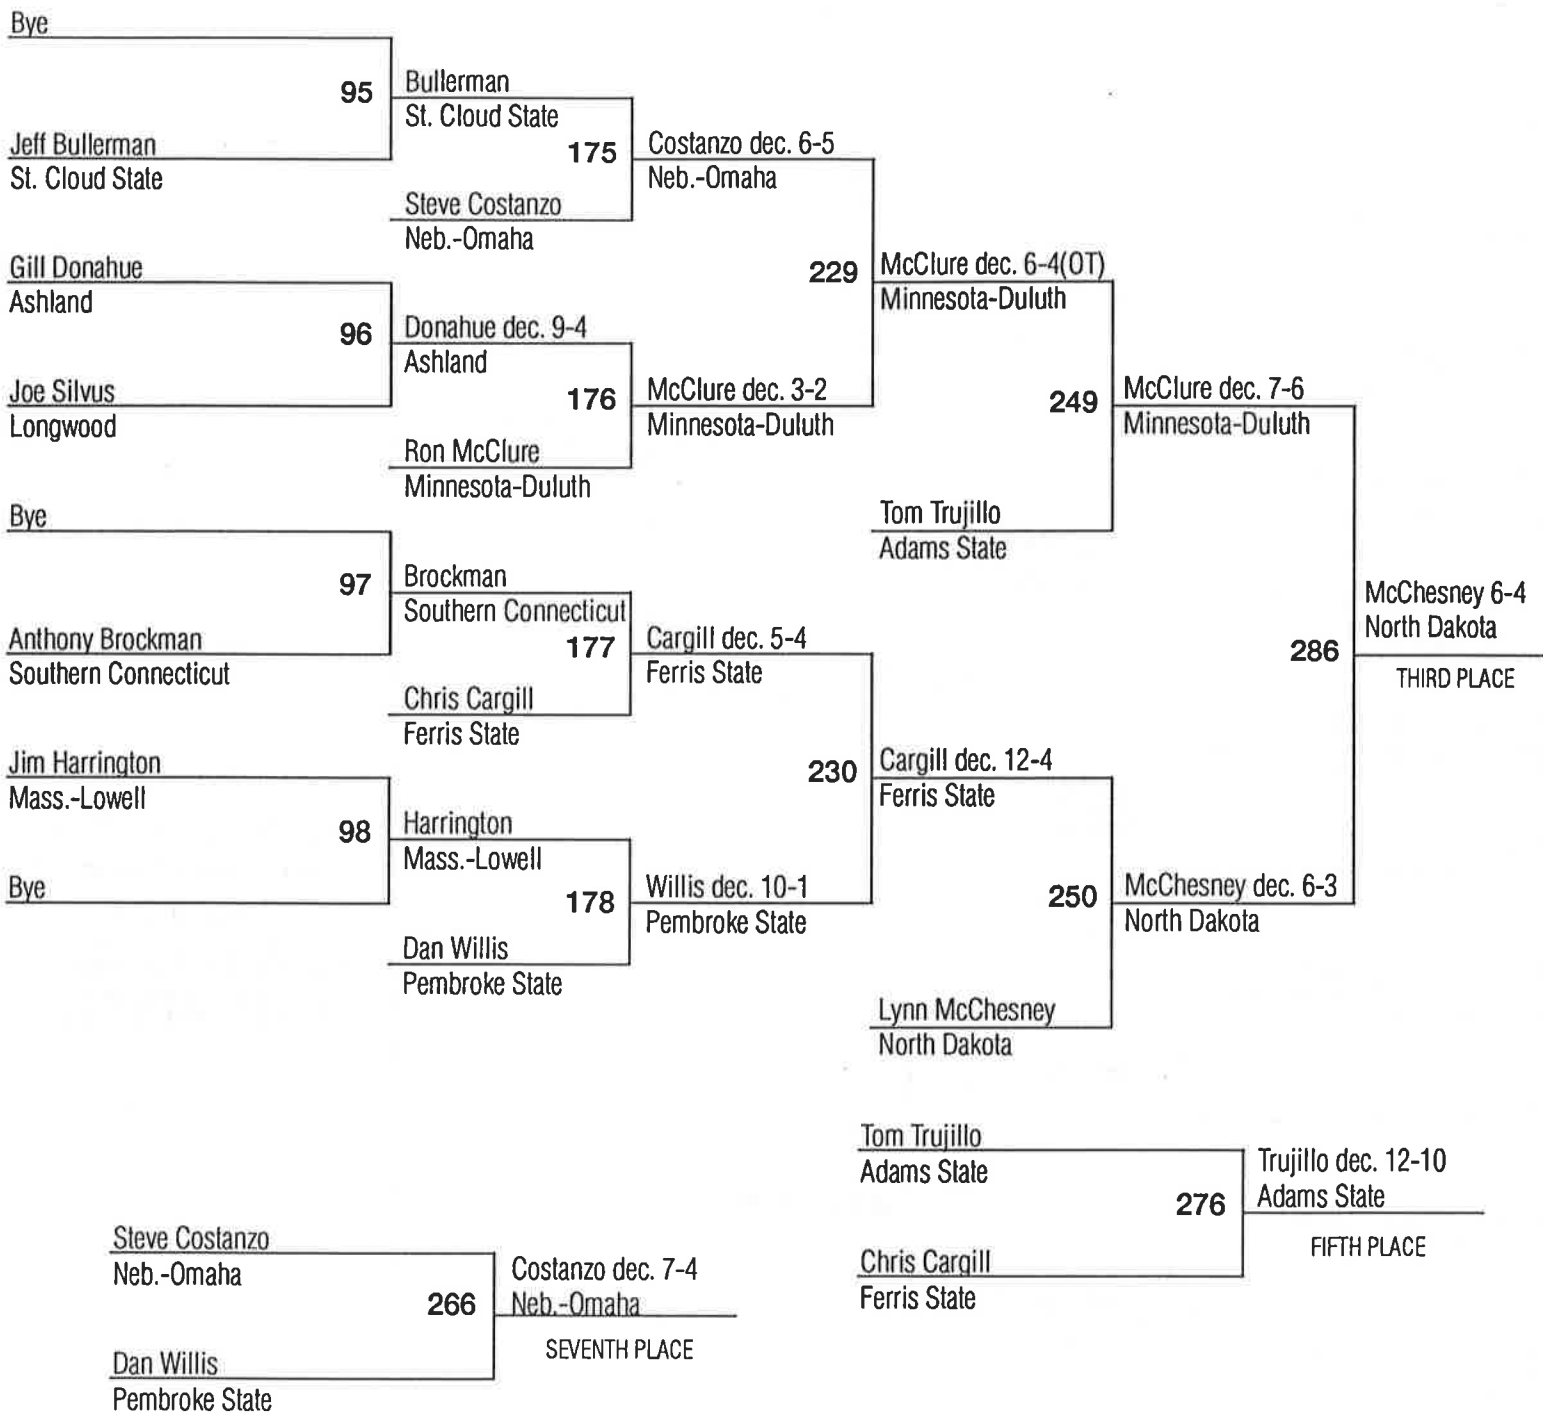 Bye
95
Jeff Bullerman
St. Cloud State
Bullerman
St. Cloud State
175
Steve Costanzo
Neb.-Omaha
Costanzo dec. 6-5
Neb.-Omaha
Gill Donahue
Ashland
96
Joe Silvus
Longwood
Donahue dec. 9-4
Ashland
176
Ron McClure
Minnesota-Duluth
McClure dec. 3-2
Minnesota-Duluth
229
McClure dec. 6-4(OT)
Minnesota-Duluth
249
Tom Trujillo
Adams State
McClure dec. 7-6
Minnesota-Duluth
Bye
97
Anthony Brockman
Southern Connecticut
Brockman
Southern Connecticut
177
Chris Cargill
Ferris State
Cargill dec. 5-4
Ferris State
Jim Harrington
Mass.-Lowell
98
Bye
Harrington
Mass.-Lowell
178
Dan Willis
Pembroke State
Willis dec. 10-1
Pembroke State
230
Cargill dec. 12-4
Ferris State
250
Lynn McChesney
North Dakota
McChesney dec. 6-3
North Dakota
286
McChesney 6-4
North Dakota
THIRD PLACE
Tom Trujillo
Adams State
276
Chris Cargill
Ferris State
Trujillo dec. 12-10
Adams State
FIFTH PLACE
Steve Costanzo
Neb.-Omaha
266
Dan Willis
Pembroke State
Costanzo dec. 7-4
Neb.-Omaha
SEVENTH PLACE